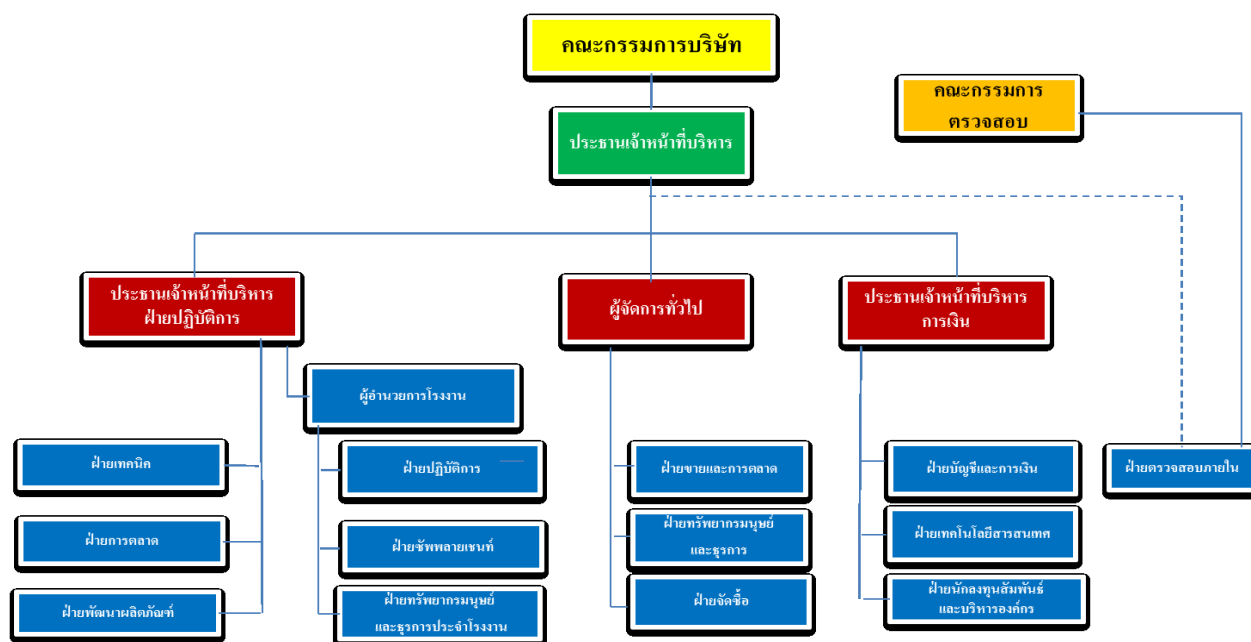 คณะกรรมการบริษัท
คณะกรรมการ
ตรวจสอบ
ประธานเจ้าหน้าที่บริหาร
ประธานเจ้าหน้าที่บริหาร
ฝ่ายปฏิบัติการ
ผู้จัดการทั่วไป
ประธานเจ้าหน้าที่บริหาร
การเงิน
ผู้อำนวยการโรงงาน
ฝ่ายเทคนิค
ฝ่ายการตลาด
ฝ่ายพัฒนาผลิตภัณฑ์
ฝ่ายปฏิบัติการ
ฝ่ายซัพพลายเชนท์
ฝ่ายทรัพยากรมนุษย์
และธุรการประจำโรงงาน
ฝ่ายขายและการตลาด
ฝ่ายทรัพยากรมนุษย์
และธุรการ
ฝ่ายจัดซื้อ
ฝ่ายบัญชีและการเงิน
ฝ่ายเทคโนโลยีสารสนทศ
ฝ่ายนักลงทุนสัมพันธ์
และบริหารองค์กร
ฝ่ายตรวจสอบภายใน